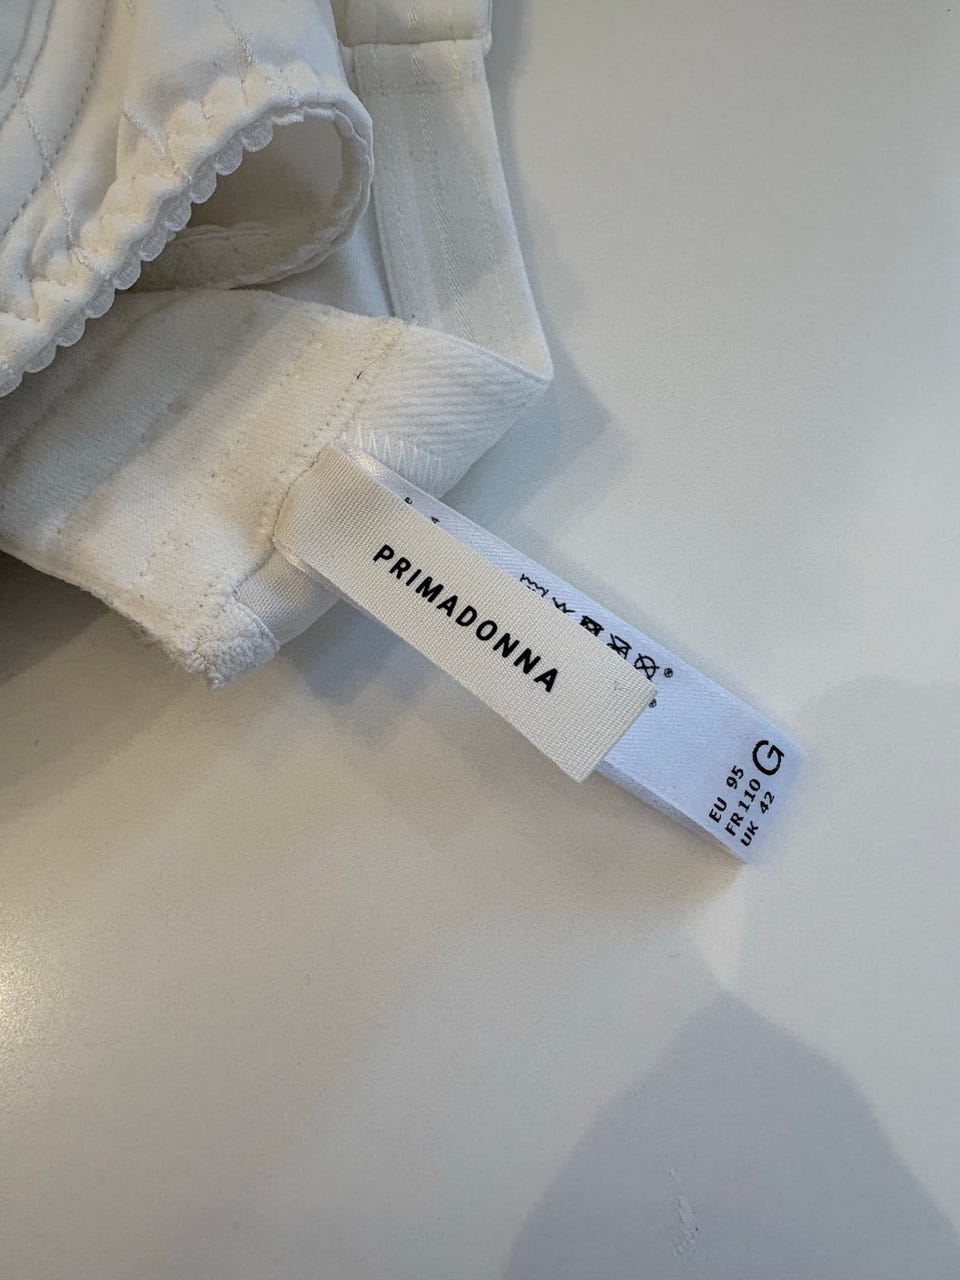 PRIMADONNA
EU 95
FR 110 G
UK 42